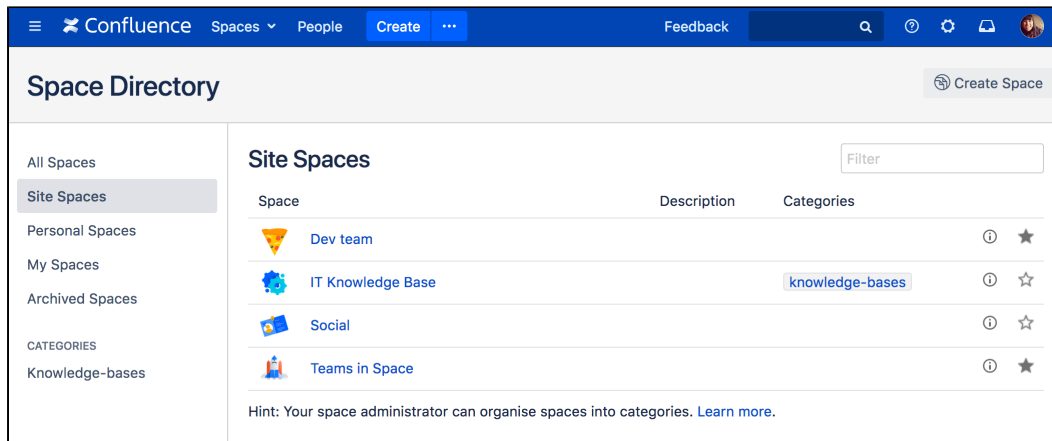 Confluence Spaces People Create ··· Feedback
Space Directory
Create Space
All Spaces
Site Spaces
Personal Spaces
My Spaces
Archived Spaces
CATEGORIES
Knowledge-bases
Site Spaces
Filter
Space Description Categories
Dev team
IT Knowledge Base knowledge-bases
Social
Teams in Space
Hint: Your space administrator can organise spaces into categories. Learn more.